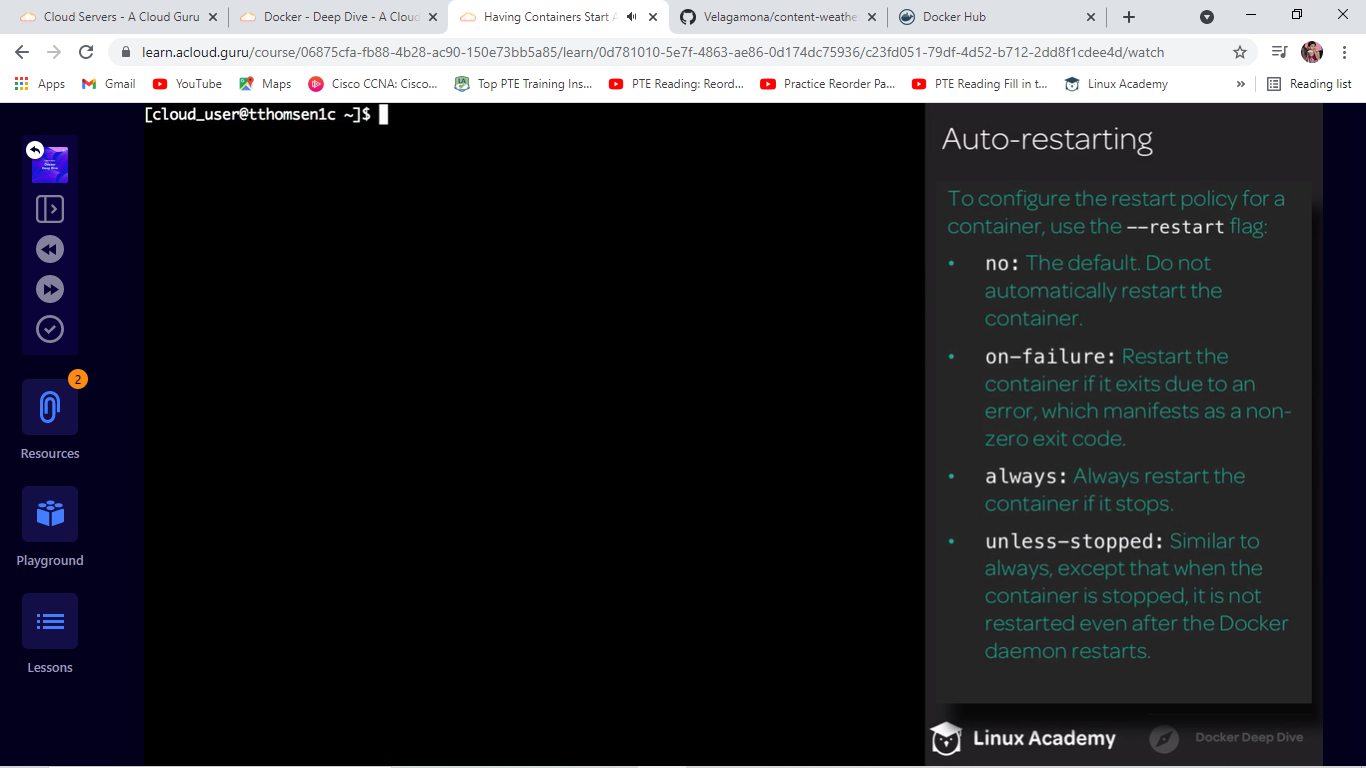 Cloud Servers - A Cloud Guru
Docker - Deep Dive - A Cloud
Having Containers Start A
Velagamona/content-weathe
Docker Hub
learn.acloud.guru/course/06875cfa-fb88-4b28-ac90-150e73bb5a85/learn/0d781010-5e7f-4863-ae86-0d174dc75936/c23fd051-79df-4d52-b712-2dd8f1cdee4d/watch
Apps
Gmail
YouTube
Maps
Cisco CCNA: Cisco...
Top PTE Training Ins...
PTE Reading: Reord...
Practice Reorder Pa...
PTE Reading Fill in t...
Linux Academy
»
Reading list
2
Resources
Playground
Lessons
[cloud_user@tthomsen1c ~]$
Auto-restarting
To configure the restart policy for a
container, use the --restart flag:
• no: The default. Do not
automatically restart the
container.
• on-failure: Restart the
container if it exits due to an
error, which manifests as a non-
zero exit code.
• always: Always restart the
container if it stops.
• unless-stopped: Similar to
always, except that when the
container is stopped, it is not
restarted even after the Docker
daemon restarts.
Linux Academy
Docker Deep Dive